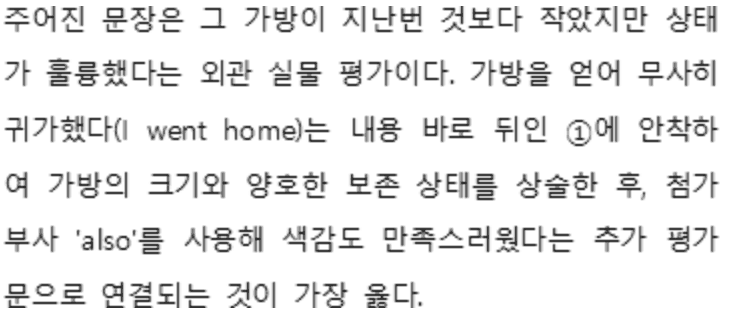 주어진 문장은 그 가방이 지난번 것보다 작았지만 상태
가 훌륭했다는 외관 실물 평가이다. 가방을 얻어 무사히
귀가했다(I went home)는 내용 바로 뒤인 ①에 안착하
여 가방의 크기와 양호한 보존 상태를 상술한 후, 첨가
부사 'also'를 사용해 색감도 만족스러웠다는 추가 평가
문으로 연결되는 것이 가장 옳다.